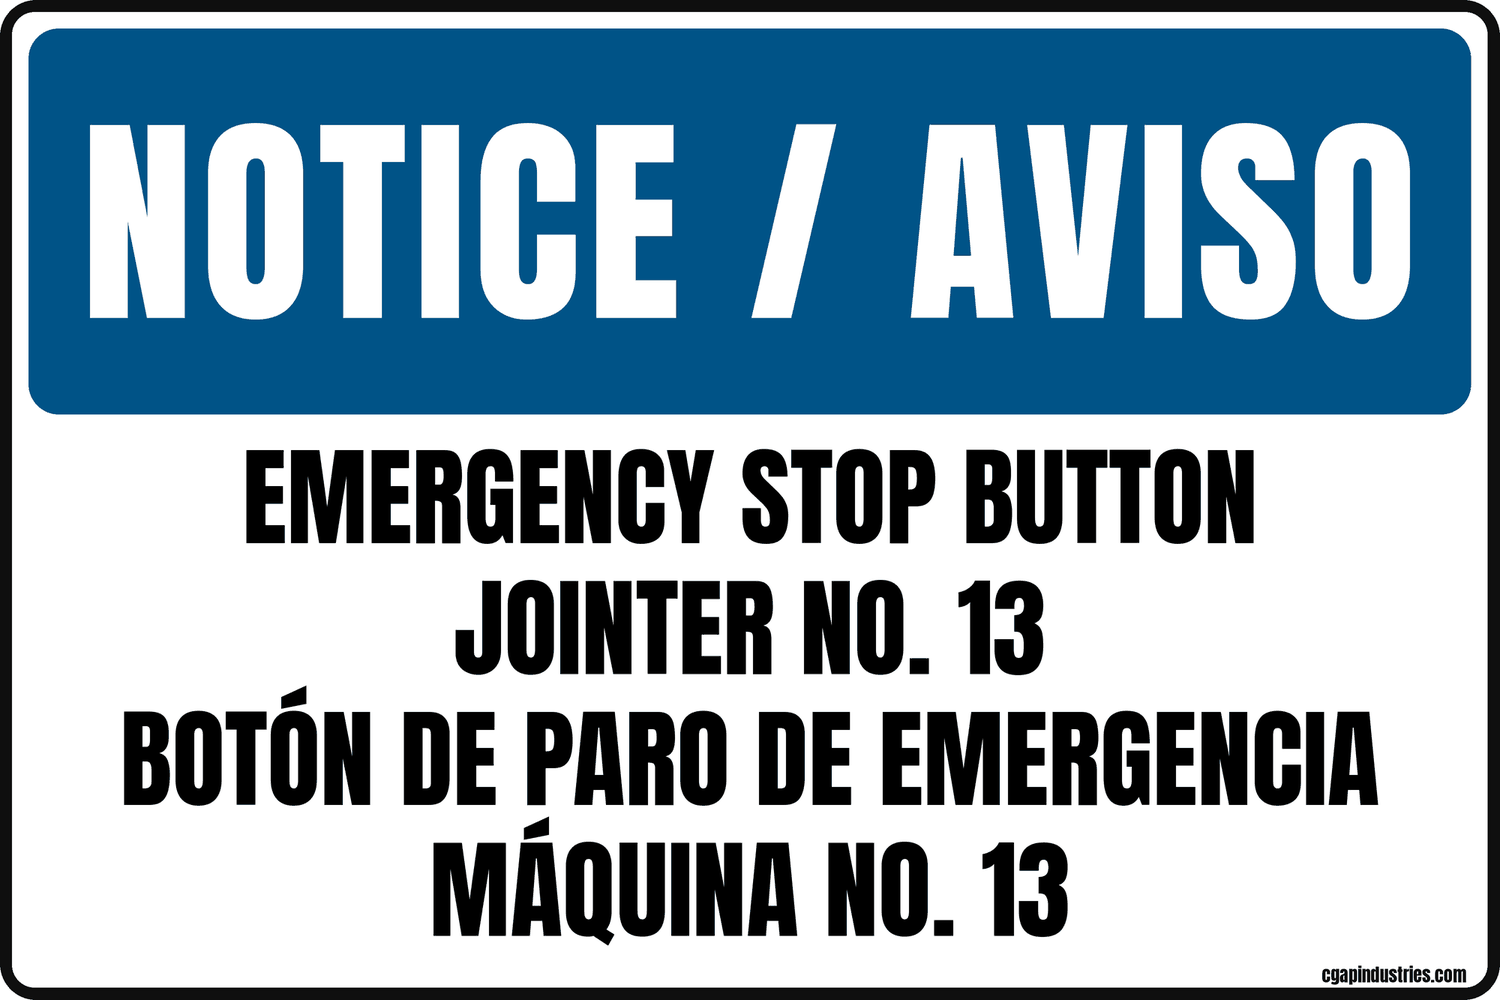 NOTICE / AVISO
EMERGENCY STOP BUTTON
JOINTER NO. 13
BOTÓN DE PARO DE EMERGENCIA
MÁQUINA NO. 13
cgapindustries.com